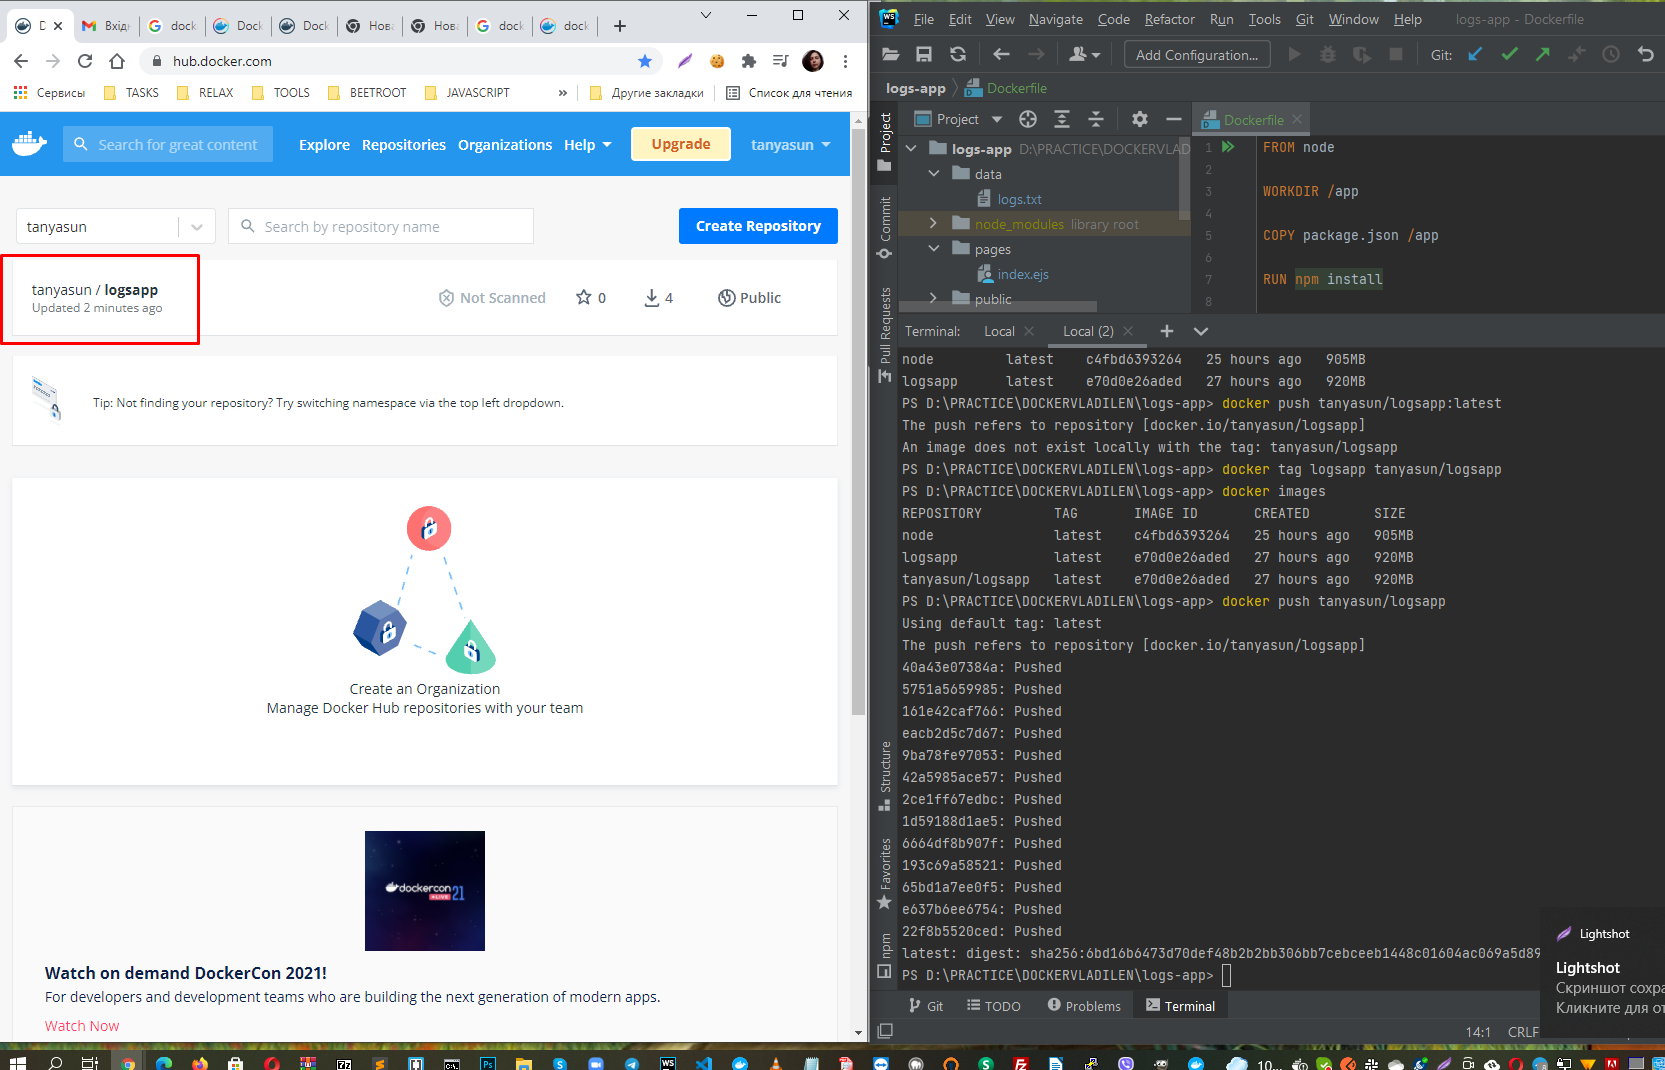 D
Вхідн
dock
Dock
Dock
Нова
Нова
dock
dock
hub.docker.com
Сервисы
TASKS
RELAX
TOOLS
BEETROOT
JAVASCRIPT
»
Другие закладки
Список для чтения
Search for great content
Explore
Repositories
Organizations
Help
Upgrade
tanyasun
tanyasun
Search by repository name
Create Repository
tanyasun / logsapp
Updated 2 minutes ago
Not Scanned
0
4
Public
Tip: Not finding your repository? Try switching namespace via the top left dropdown.
Create an Organization
Manage Docker Hub repositories with your team
dockercon
LIVE 21
Watch on demand DockerCon 2021!
For developers and development teams who are building the next generation of modern apps.
Watch Now
WS
File Edit View Navigate Code Refactor Run Tools Git Window Help
logs-app - Dockerfile
Add Configuration...
Git:
logs-app
Dockerfile
Project
Commit
Pull Requests
Structure
Favorites
npm
Project
logs-app D:\PRACTICE\DOCKERVLAD
data
logs.txt
node_modules library root
pages
index.ejs
public
Dockerfile
1 FROM node
2
3 WORKDIR /app
4
5 COPY package.json /app
6
7 RUN npm install
8
Terminal: Local Local (2)
node latest c4fbd6393264 25 hours ago 905MB
logsapp latest e70d0e26aded 27 hours ago 920MB
PS D:\PRACTICE\DOCKERVLADILEN\logs-app> docker push tanyasun/logsapp:latest
The push refers to repository [docker.io/tanyasun/logsapp]
An image does not exist locally with the tag: tanyasun/logsapp
PS D:\PRACTICE\DOCKERVLADILEN\logs-app> docker tag logsapp tanyasun/logsapp
PS D:\PRACTICE\DOCKERVLADILEN\logs-app> docker images
REPOSITORY TAG IMAGE ID CREATED SIZE
node latest c4fbd6393264 25 hours ago 905MB
logsapp latest e70d0e26aded 27 hours ago 920MB
tanyasun/logsapp latest e70d0e26aded 27 hours ago 920MB
PS D:\PRACTICE\DOCKERVLADILEN\logs-app> docker push tanyasun/logsapp
Using default tag: latest
The push refers to repository [docker.io/tanyasun/logsapp]
40a43e07384a: Pushed
5751a5659985: Pushed
161e42caf766: Pushed
eacb2d5c7d67: Pushed
9ba78fe97053: Pushed
42a5985ace57: Pushed
2ce1ff67edbc: Pushed
1d59188d1ae5: Pushed
6664df8b907f: Pushed
193c69a58521: Pushed
65bd1a7ee0f5: Pushed
e637b6ee6754: Pushed
22f8b5520ced: Pushed
latest: digest: sha256:6bd16b6473d70def48b2b2bb306bb7cebceeb1448c01604ac069a5d89
PS D:\PRACTICE\DOCKERVLADILEN\logs-app>
Lightshot
Lightshot
Скриншот сохра
Кликните для от
Git
TODO
Problems
Terminal
14:1 CRLF
10...